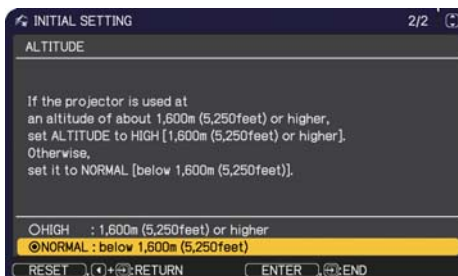 INITIAL SETTING 2/2
ALTITUDE
If the projector is used at
an altitude of about 1,600m (5,250feet) or higher,
set ALTITUDE to HIGH [1,600m (5,250feet) or higher].
Otherwise,
set it to NORMAL [below 1,600m (5,250feet)].
HIGH : 1,600m (5,250feet) or higher
NORMAL : below 1,600m (5,250feet)
RESET , + :RETURN ENTER , :END